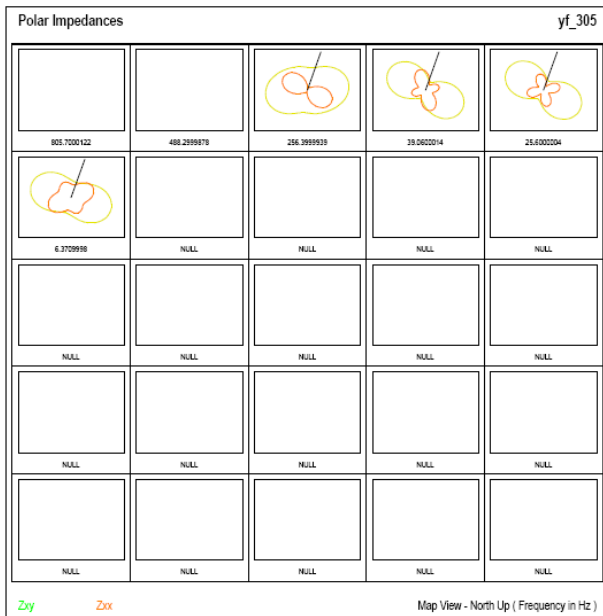 Polar Impedances yf_305
805.7000122 488.2999878 256.3999939 39.0600014 25.6000004
6.3709998 NULL NULL NULL NULL
NULL NULL NULL NULL NULL
NULL NULL NULL NULL NULL
NULL NULL NULL NULL NULL
Zxy Zxx Map View - North Up ( Frequency in Hz )